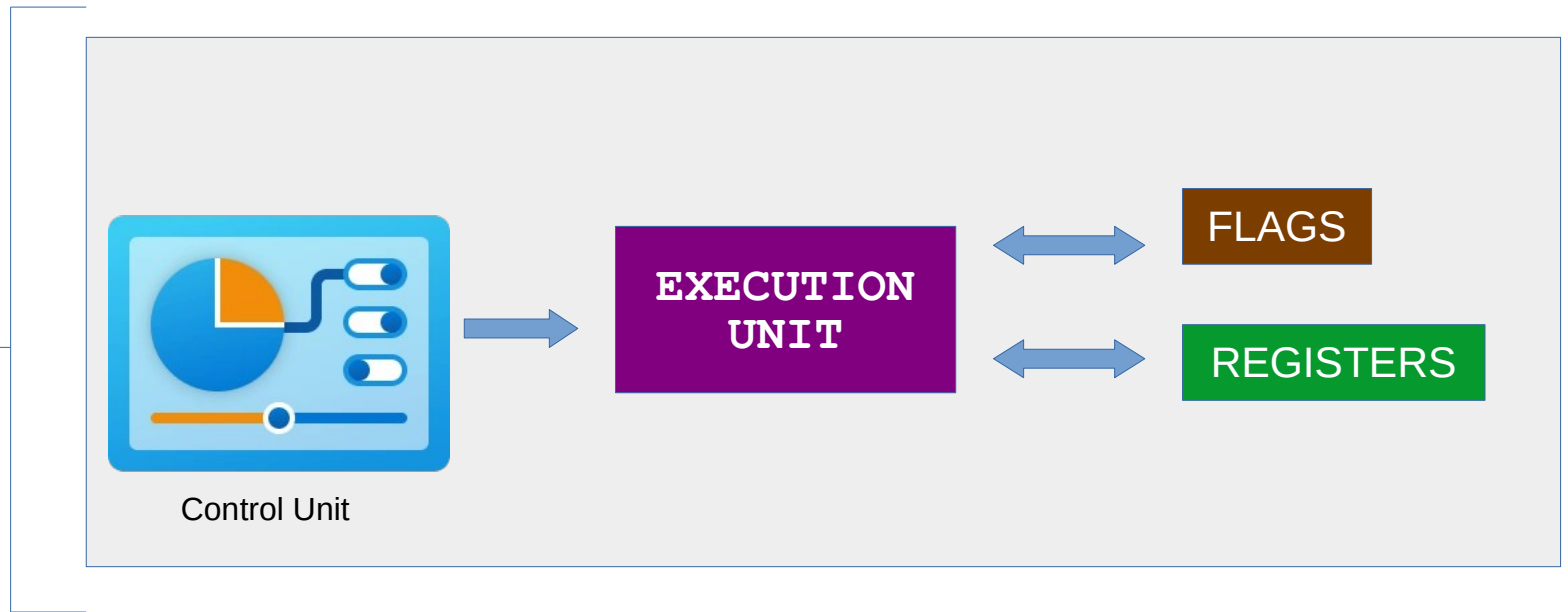 Control Unit
EXECUTION
UNIT
FLAGS
REGISTERS